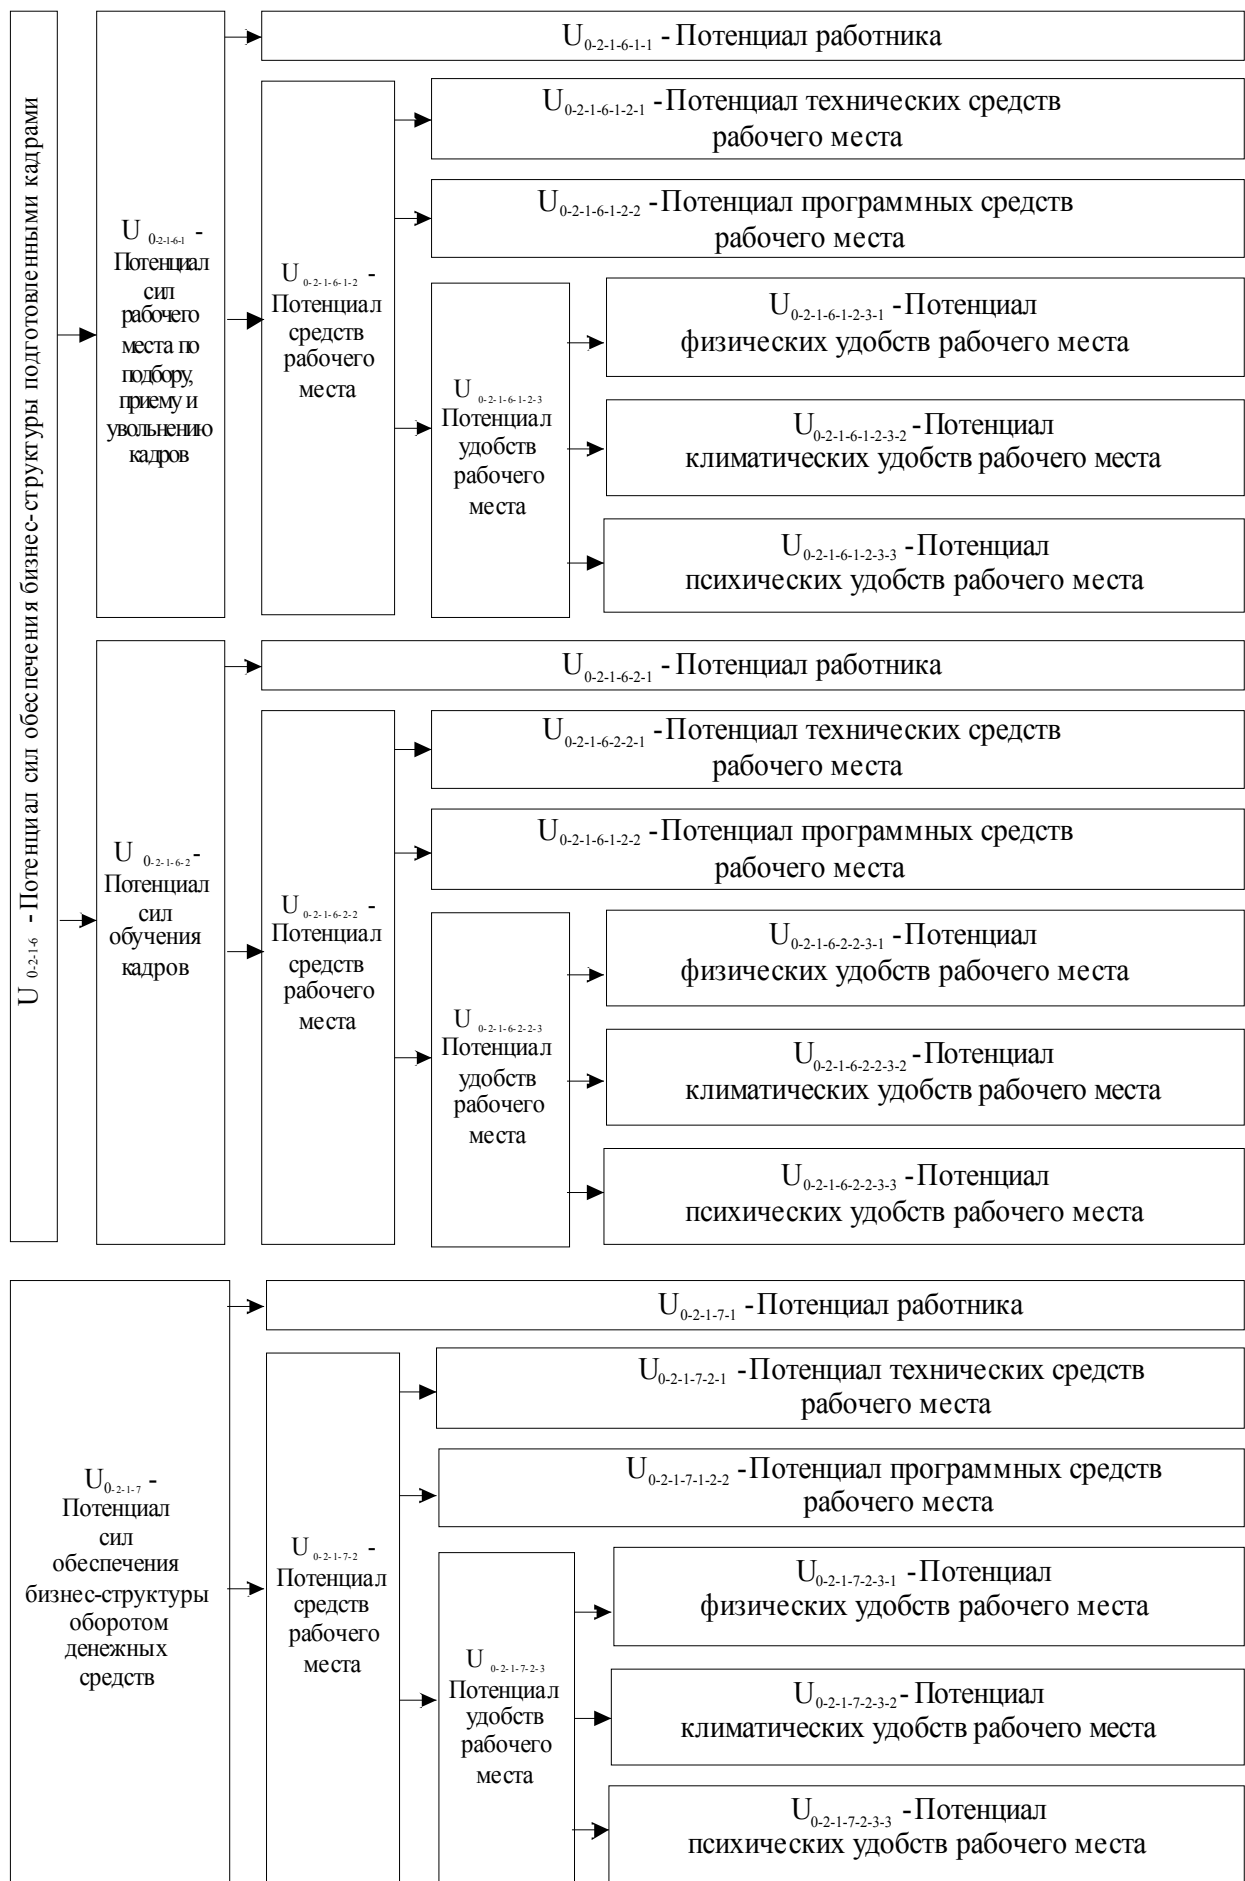 U 0-2-1-6 - Потенциал сил обеспечения бизнес-структуры подготовленными кадрами
U 0-2-1-6-1 -
Потенциал
сил
рабочего
места по
подбору,
приему и
увольнению
кадров
U0-2-1-6-1-1 - Потенциал работника
U 0-2-1-6-1-2 -
Потенциал
средств
рабочего
места
U0-2-1-6-1-2-1 - Потенциал технических средств
рабочего места
U0-2-1-6-1-2-2 - Потенциал программных средств
рабочего места
U 0-2-1-6-1-2-3
Потенциал
удобств
рабочего
места
U0-2-1-6-1-2-3-1 - Потенциал
физических удобств рабочего места
U0-2-1-6-1-2-3-2 - Потенциал
климатических удобств рабочего места
U0-2-1-6-1-2-3-3 - Потенциал
психических удобств рабочего места
U 0-2-1-6-2 -
Потенциал
сил
обучения
кадров
U0-2-1-6-2-1 - Потенциал работника
U 0-2-1-6-2-2 -
Потенциал
средств
рабочего
места
U0-2-1-6-2-2-1 - Потенциал технических средств
рабочего места
U0-2-1-6-1-2-2 - Потенциал программных средств
рабочего места
U 0-2-1-6-2-2-3
Потенциал
удобств
рабочего
места
U0-2-1-6-2-2-3-1 - Потенциал
физических удобств рабочего места
U0-2-1-6-2-2-3-2 - Потенциал
климатических удобств рабочего места
U0-2-1-6-2-2-3-3 - Потенциал
психических удобств рабочего места
U0-2-1-7 -
Потенциал
сил
обеспечения
бизнес-структуры
оборотом
денежных
средств
U0-2-1-7-1 - Потенциал работника
U 0-2-1-7-2 -
Потенциал
средств
рабочего
места
U0-2-1-7-2-1 - Потенциал технических средств
рабочего места
U0-2-1-7-1-2-2 - Потенциал программных средств
рабочего места
U 0-2-1-7-2-3
Потенциал
удобств
рабочего
места
U0-2-1-7-2-3-1 - Потенциал
физических удобств рабочего места
U0-2-1-7-2-3-2 - Потенциал
климатических удобств рабочего места
U0-2-1-7-2-3-3 - Потенциал
психических удобств рабочего места